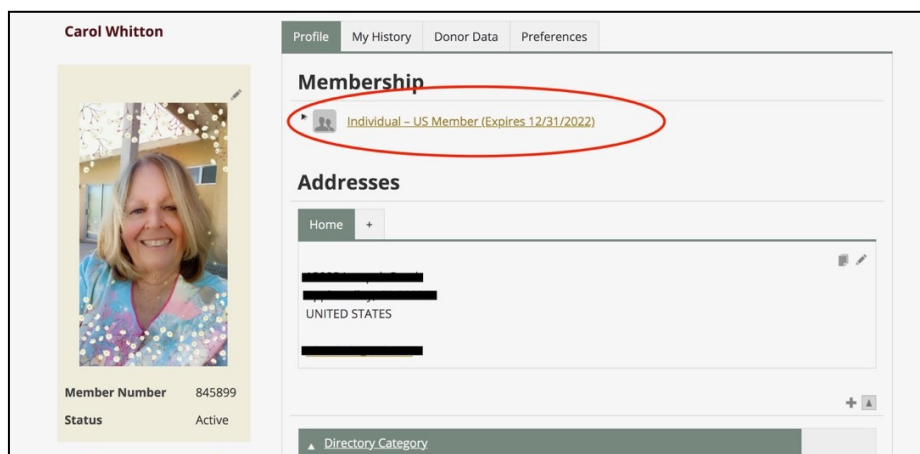 Carol Whitton
Profile My History Donor Data Preferences
Membership
Individual – US Member (Expires 12/31/2022)
Addresses
Home +
UNITED STATES
Member Number 845899
Status Active
Directory Category